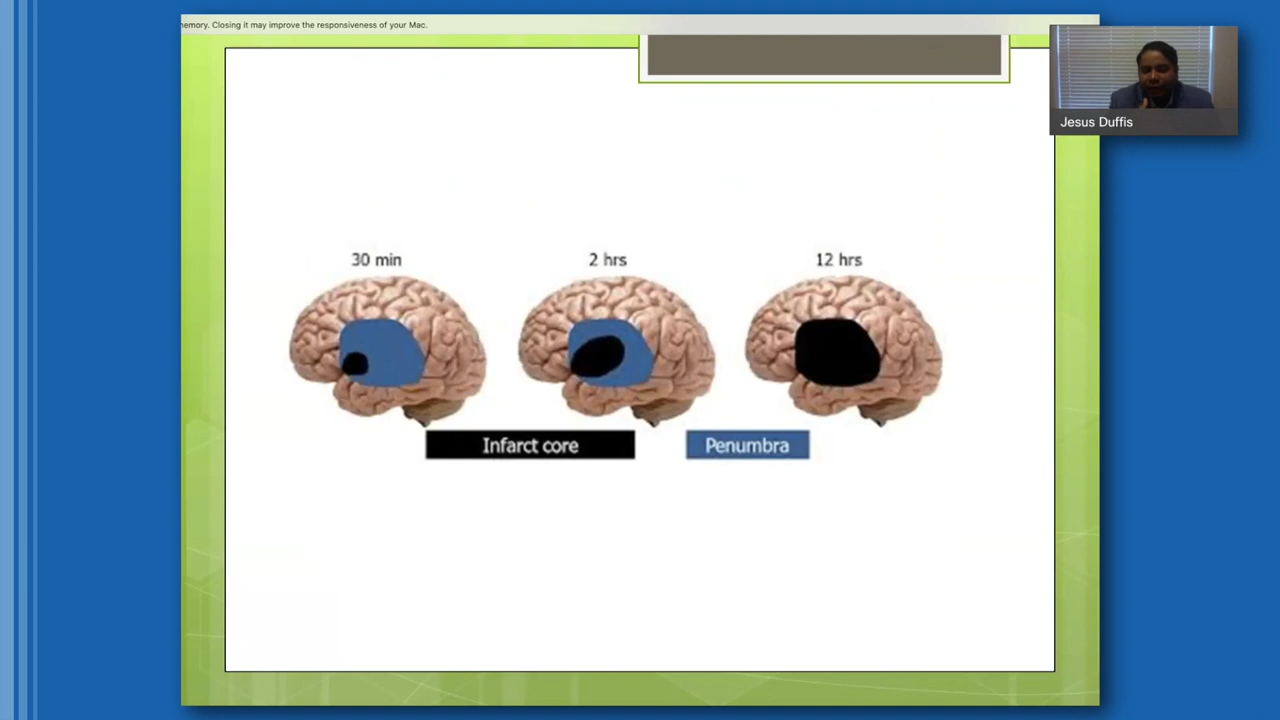 emory. Closing it may improve the responsiveness of your Mac.
Jesus Duffis
30 min
2 hrs
12 hrs
Infarct core
Penumbra